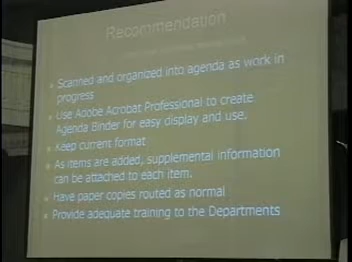 Recommendation
Scanned and organized into agenda as work in
progress
Use Adobe Acrobat Professional to create
Agenda Binder for easy display and use.
Keep current format
As items are added, supplemental information
can be attached to each item.
Have paper copies routed as normal
Provide adequate training to the Departments